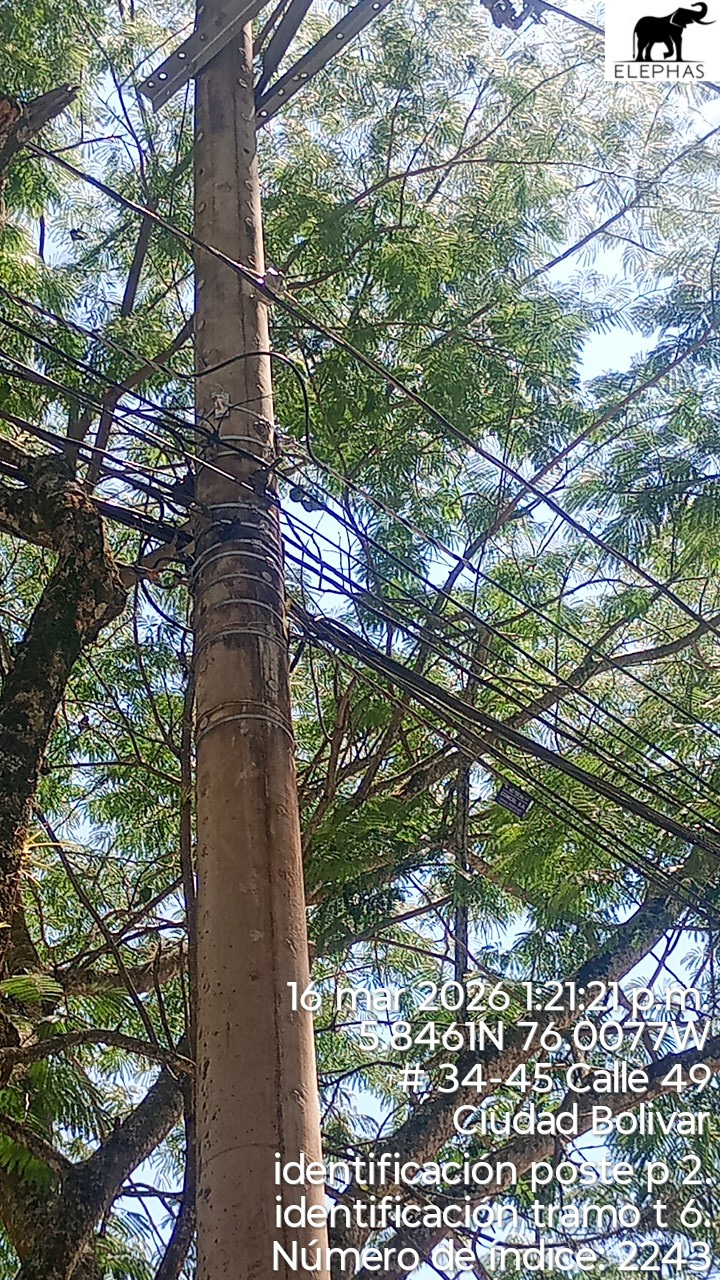 ELEPHAS
16 mar 2026 1:21:21 p.m.
5.8461N 76.0077W
# 34-45 Calle 49
Ciudad Bolivar
identificación poste p 2.
identificación tramo t 6.
Número de índice: 2243